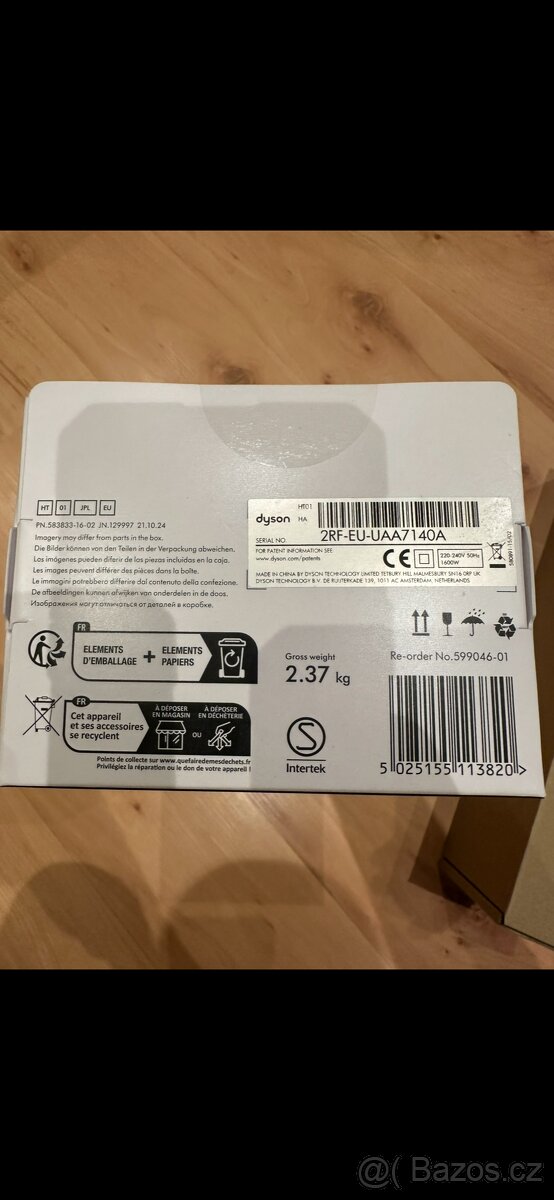 HT 01 JPL EU
PN.583833-16-02 JN.129997 21.10.24
Imagery may differ from parts in the box.
Die Bilder können von den Teilen in der Verpackung abweichen.
Las imágenes pueden diferir de las piezas incluidas en la caja.
Les images peuvent différer des pièces dans la boîte.
Le immagini potrebbero differire dal contenuto della confezione.
De afbeeldingen kunnen afwijken van onderdelen in de doos.
Изображения могут отличаться от деталей в коробке.
dyson
HT01
HA
SERIAL NO.
2RF-EU-UAA7140A
FOR PATENT INFORMATION SEE
www.dyson.com/patents
CE
220-240V 50Hz
1600W
MADE IN CHINA BY DYSON TECHNOLOGY LIMITED TETBURY HILL MALMESBURY SN16 0RP UK
DYSON TECHNOLOGY B.V. DE RUIJTERKADE 139, 1011 AC AMSTERDAM, NETHERLANDS
FR
ELEMENTS
D'EMBALLAGE
+
ELEMENTS
PAPIERS
FR
Cet appareil
et ses accessoires
se recyclent
À DÉPOSER
EN MAGASIN
OU
À DÉPOSER
EN DÉCHÈTERIE
Points de collecte sur www.quefairedemesdechets.fr
Privilégiez la réparation ou le don de votre appareil !
Gross weight
2.37 kg
Intertek
Re-order No.599046-01
5 025155 113820 >
@( Bazos.cz